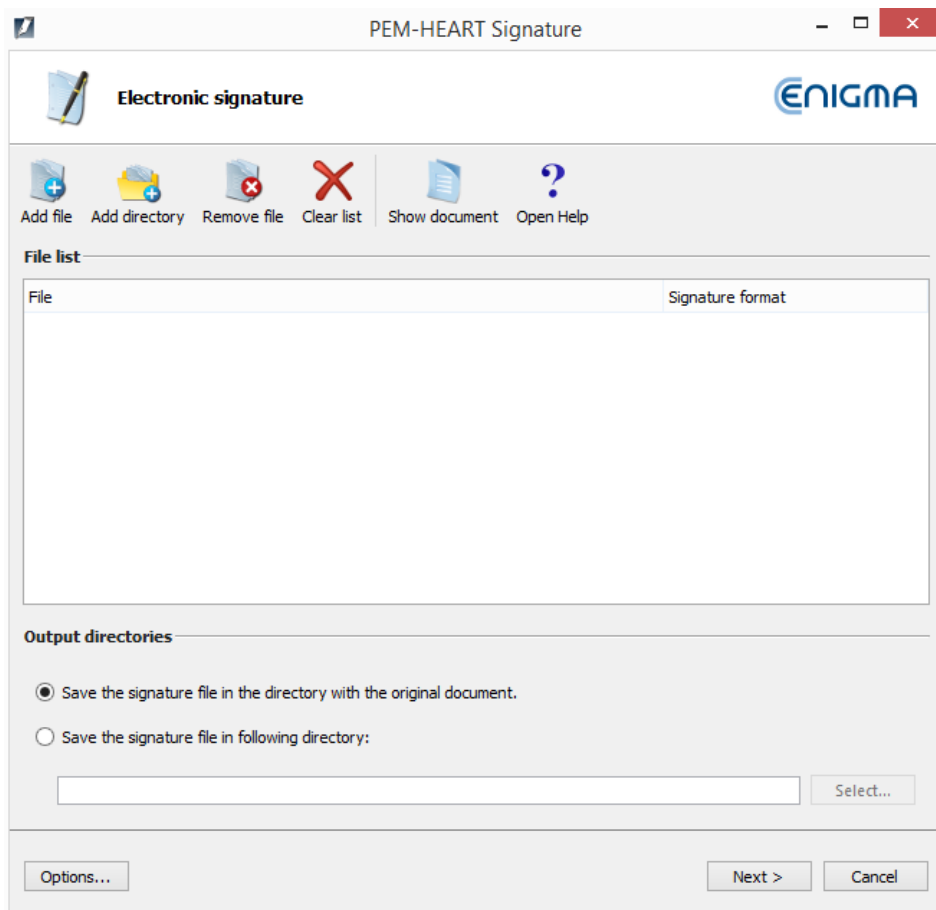 PEM-HEART Signature
Electronic signature
ENIGMA
Add file Add directory Remove file Clear list Show document Open Help
File list
File Signature format
Output directories
Save the signature file in the directory with the original document.
Save the signature file in following directory:
Select...
Options... Next > Cancel